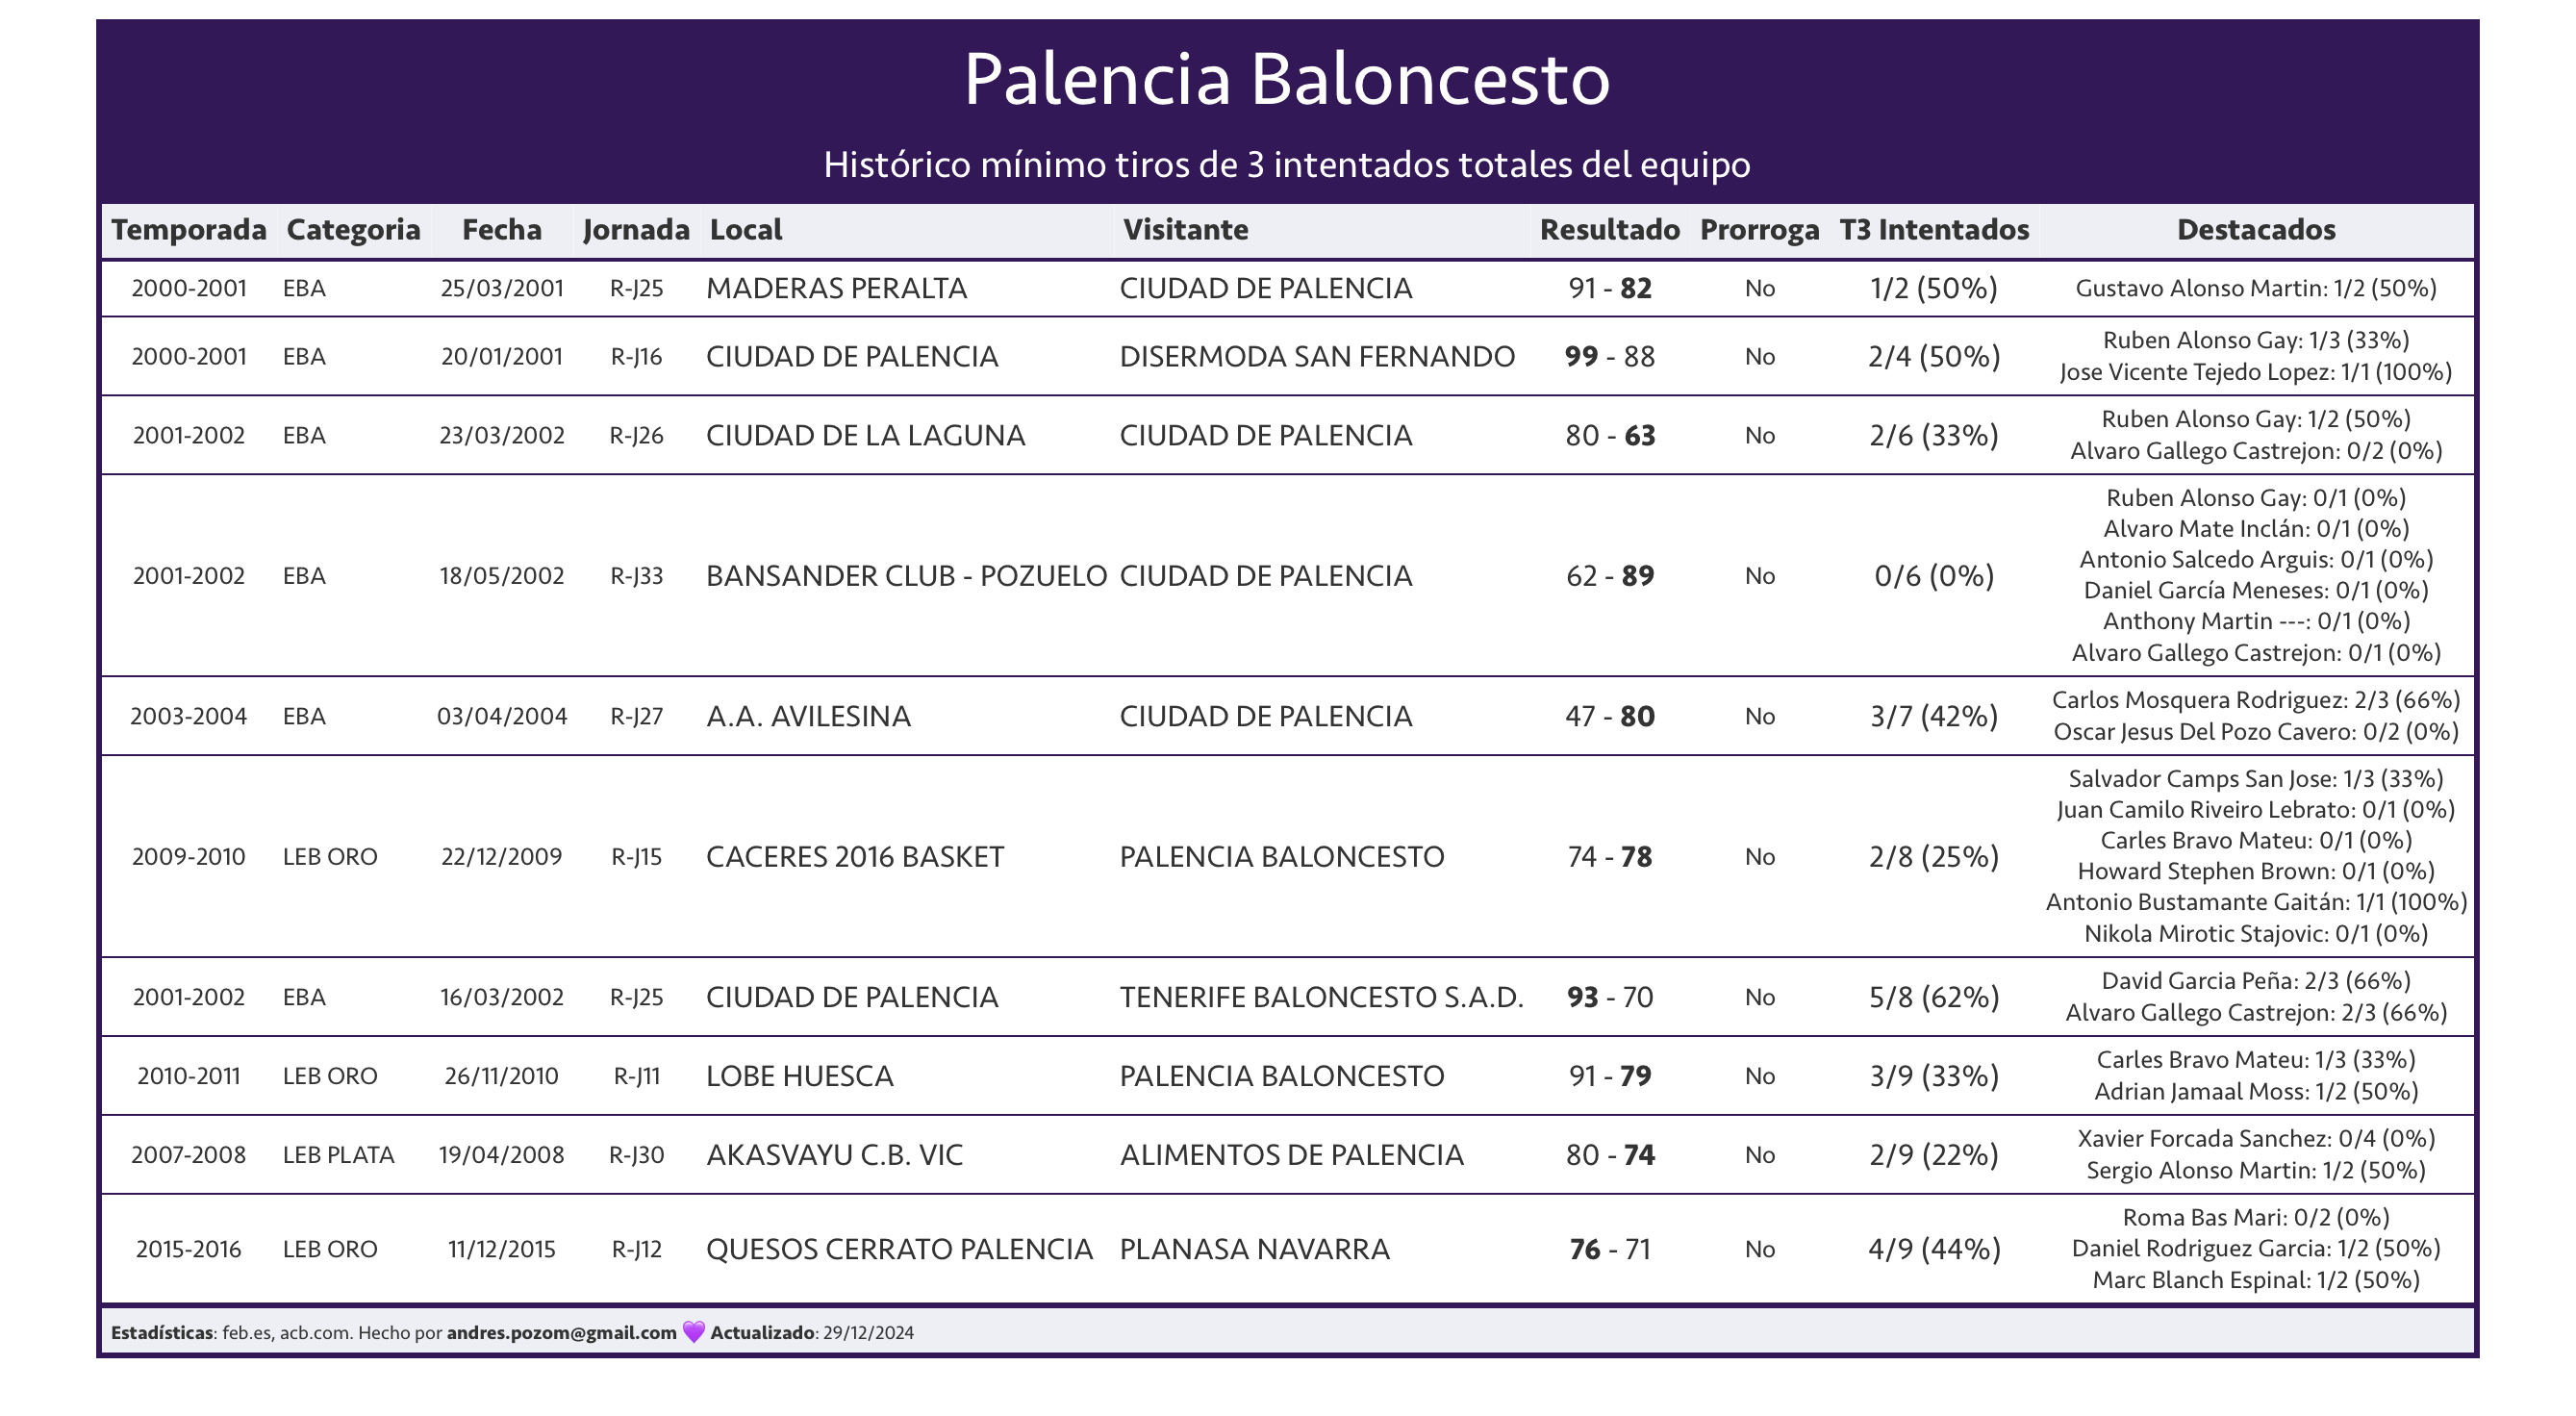 Palencia Baloncesto
Histórico mínimo tiros de 3 intentados totales del equipo
Temporada Categoria Fecha Jornada Local Visitante Resultado Prorroga T3 Intentados Destacados
2000-2001 EBA 25/03/2001 R-J25 MADERAS PERALTA CIUDAD DE PALENCIA 91 - 82 No 1/2 (50%) Gustavo Alonso Martin: 1/2 (50%)
2000-2001 EBA 20/01/2001 R-J16 CIUDAD DE PALENCIA DISERMODA SAN FERNANDO 99 - 88 No 2/4 (50%) Ruben Alonso Gay: 1/3 (33%)
Jose Vicente Tejedo Lopez: 1/1 (100%)
2001-2002 EBA 23/03/2002 R-J26 CIUDAD DE LA LAGUNA CIUDAD DE PALENCIA 80 - 63 No 2/6 (33%) Ruben Alonso Gay: 1/2 (50%)
Alvaro Gallego Castrejon: 0/2 (0%)
2001-2002 EBA 18/05/2002 R-J33 BANSANDER CLUB - POZUELO CIUDAD DE PALENCIA 62 - 89 No 0/6 (0%) Ruben Alonso Gay: 0/1 (0%)
Alvaro Mate Inclán: 0/1 (0%)
Antonio Salcedo Arguis: 0/1 (0%)
Daniel García Meneses: 0/1 (0%)
Anthony Martin ---: 0/1 (0%)
Alvaro Gallego Castrejon: 0/1 (0%)
2003-2004 EBA 03/04/2004 R-J27 A.A. AVILESINA CIUDAD DE PALENCIA 47 - 80 No 3/7 (42%) Carlos Mosquera Rodriguez: 2/3 (66%)
Oscar Jesus Del Pozo Cavero: 0/2 (0%)
2009-2010 LEB ORO 22/12/2009 R-J15 CACERES 2016 BASKET PALENCIA BALONCESTO 74 - 78 No 2/8 (25%) Salvador Camps San Jose: 1/3 (33%)
Juan Camilo Riveiro Lebrato: 0/1 (0%)
Carles Bravo Mateu: 0/1 (0%)
Howard Stephen Brown: 0/1 (0%)
Antonio Bustamante Gaitán: 1/1 (100%)
Nikola Mirotic Stajovic: 0/1 (0%)
2001-2002 EBA 16/03/2002 R-J25 CIUDAD DE PALENCIA TENERIFE BALONCESTO S.A.D. 93 - 70 No 5/8 (62%) David Garcia Peña: 2/3 (66%)
Alvaro Gallego Castrejon: 2/3 (66%)
2010-2011 LEB ORO 26/11/2010 R-J11 LOBE HUESCA PALENCIA BALONCESTO 91 - 79 No 3/9 (33%) Carles Bravo Mateu: 1/3 (33%)
Adrian Jamaal Moss: 1/2 (50%)
2007-2008 LEB PLATA 19/04/2008 R-J30 AKASVAYU C.B. VIC ALIMENTOS DE PALENCIA 80 - 74 No 2/9 (22%) Xavier Forcada Sanchez: 0/4 (0%)
Sergio Alonso Martin: 1/2 (50%)
2015-2016 LEB ORO 11/12/2015 R-J12 QUESOS CERRATO PALENCIA PLANASA NAVARRA 76 - 71 No 4/9 (44%) Roma Bas Mari: 0/2 (0%)
Daniel Rodriguez Garcia: 1/2 (50%)
Marc Blanch Espinal: 1/2 (50%)
Estadísticas: feb.es, acb.com. Hecho por andres.pozom@gmail.com 💜 Actualizado: 29/12/2024